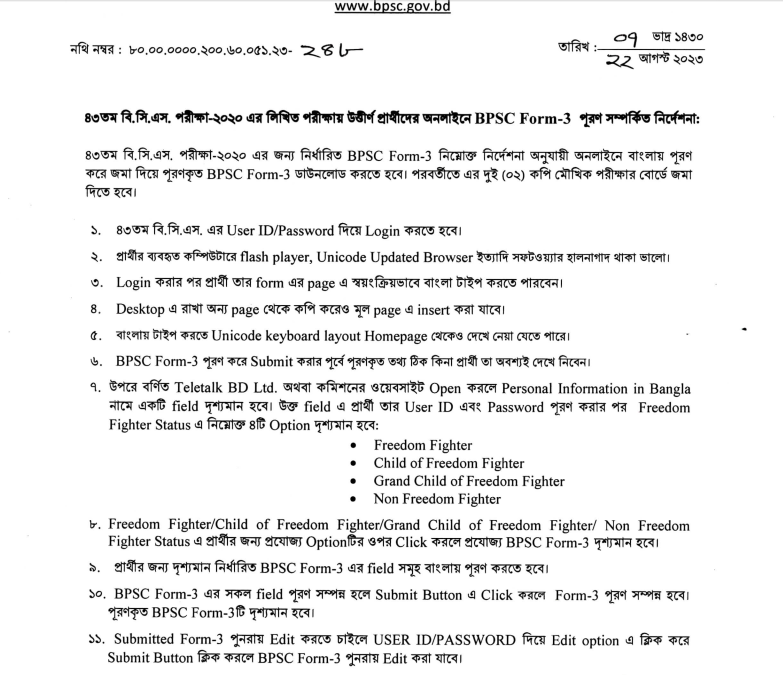 www.bpsc.gov.bd
নথি নম্বর : ৮০.০০.০০০০.২০০.৬০.০৫১.২৩- ২৪৮
তারিখ : ০৭ ভাদ্র ১৪৩০
২২ আগস্ট ২০২৩
৪৩তম বি.সি.এস. পরীক্ষা-২০২০ এর লিখিত পরীক্ষায় উত্তীর্ণ প্রার্থীদের অনলাইনে BPSC Form-3 পূরণ সম্পর্কিত নির্দেশনা:
৪৩তম বি.সি.এস. পরীক্ষা-২০২০ এর জন্য নির্ধারিত BPSC Form-3 নিম্নোক্ত নির্দেশনা অনুযায়ী অনলাইনে বাংলায় পূরণ
করে জমা দিয়ে পূরণকৃত BPSC Form-3 ডাউনলোড করতে হবে। পরবর্তীতে এর দুই (০২) কপি মৌখিক পরীক্ষার বোর্ডে জমা
দিতে হবে।
১. ৪৩তম বি.সি.এস. এর User ID/Password দিয়ে Login করতে হবে।
২. প্রার্থীর ব্যবহৃত কম্পিউটারে flash player, Unicode Updated Browser ইত্যাদি সফটওয়্যার হালনাগাদ থাকা ভালো।
৩. Login করার পর প্রার্থী তার form এর page এ স্বয়ংক্রিয়ভাবে বাংলা টাইপ করতে পারবেন।
৪. Desktop এ রাখা অন্য page থেকে কপি করেও মূল page এ insert করা যাবে।
৫. বাংলায় টাইপ করতে Unicode keyboard layout Homepage থেকেও দেখে নেয়া যেতে পারে।
৬. BPSC Form-3 পূরণ করে Submit করার পূর্বে পূরণকৃত তথ্য ঠিক কিনা প্রার্থী তা অবশ্যই দেখে নিবেন।
৭. উপরে বর্ণিত Teletalk BD Ltd. অথবা কমিশনের ওয়েবসাইট Open করলে Personal Information in Bangla
নামে একটি field দৃশ্যমান হবে। উক্ত field এ প্রার্থী তার User ID এবং Password পূরণ করার পর Freedom
Fighter Status এ নিম্নোক্ত ৪টি Option দৃশ্যমান হবে:
• Freedom Fighter
• Child of Freedom Fighter
• Grand Child of Freedom Fighter
• Non Freedom Fighter
৮. Freedom Fighter/Child of Freedom Fighter/Grand Child of Freedom Fighter/ Non Freedom
Fighter Status এ প্রার্থীর জন্য প্রযোজ্য Optionটির ওপর Click করলে প্রযোজ্য BPSC Form-3 দৃশ্যমান হবে।
৯. প্রার্থীর জন্য দৃশ্যমান নির্ধারিত BPSC Form-3 এর field সমূহ বাংলায় পূরণ করতে হবে।
১০. BPSC Form-3 এর সকল field পূরণ সম্পন্ন হলে Submit Button এ Click করলে Form-3 পূরণ সম্পন্ন হবে।
পূরণকৃত BPSC Form-3টি দৃশ্যমান হবে।
১১. Submitted Form-3 পুনরায় Edit করতে চাইলে USER ID/PASSWORD দিয়ে Edit option এ ক্লিক করে
Submit Button ক্লিক করলে BPSC Form-3 পুনরায় Edit করা যাবে।